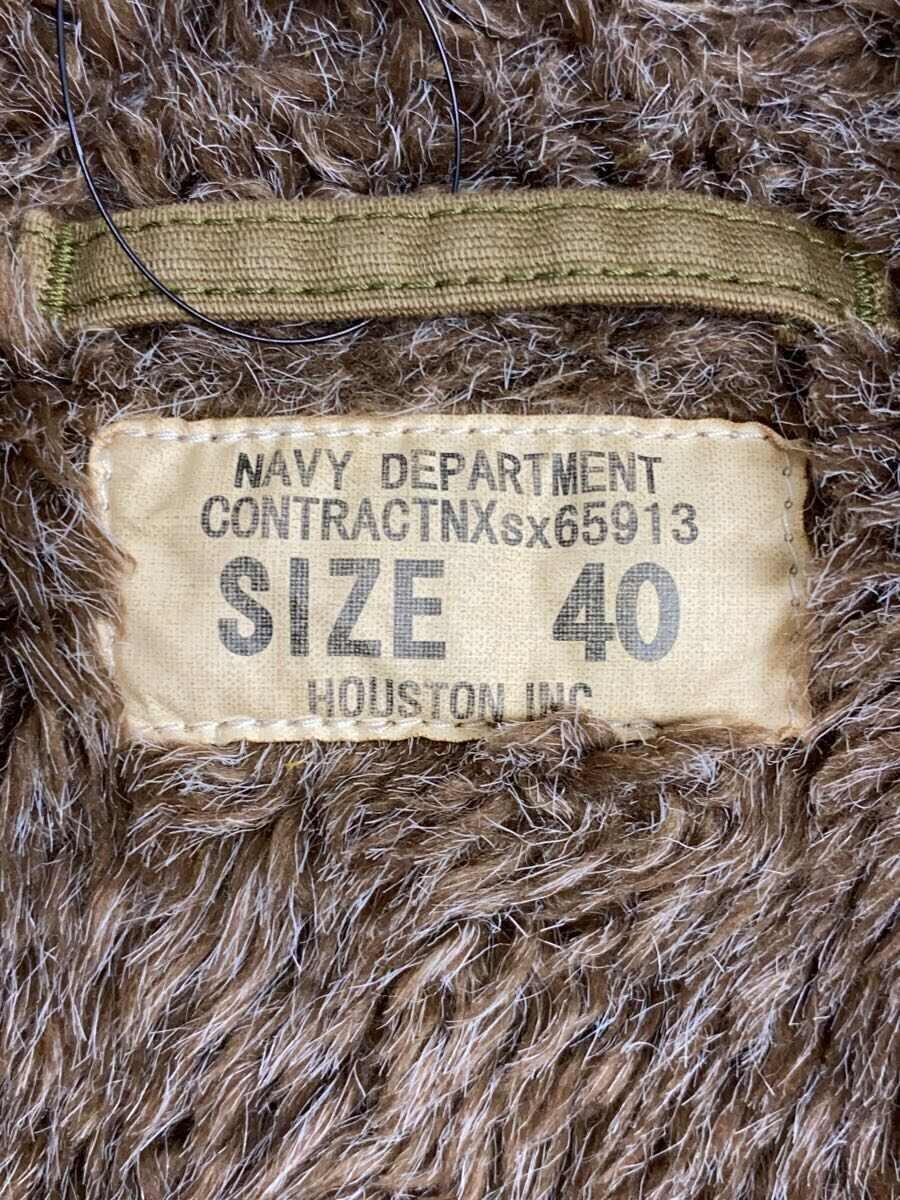 NAVY DEPARTMENT
CONTRACTNXsx65913
SIZE 40
HOUSTON INC